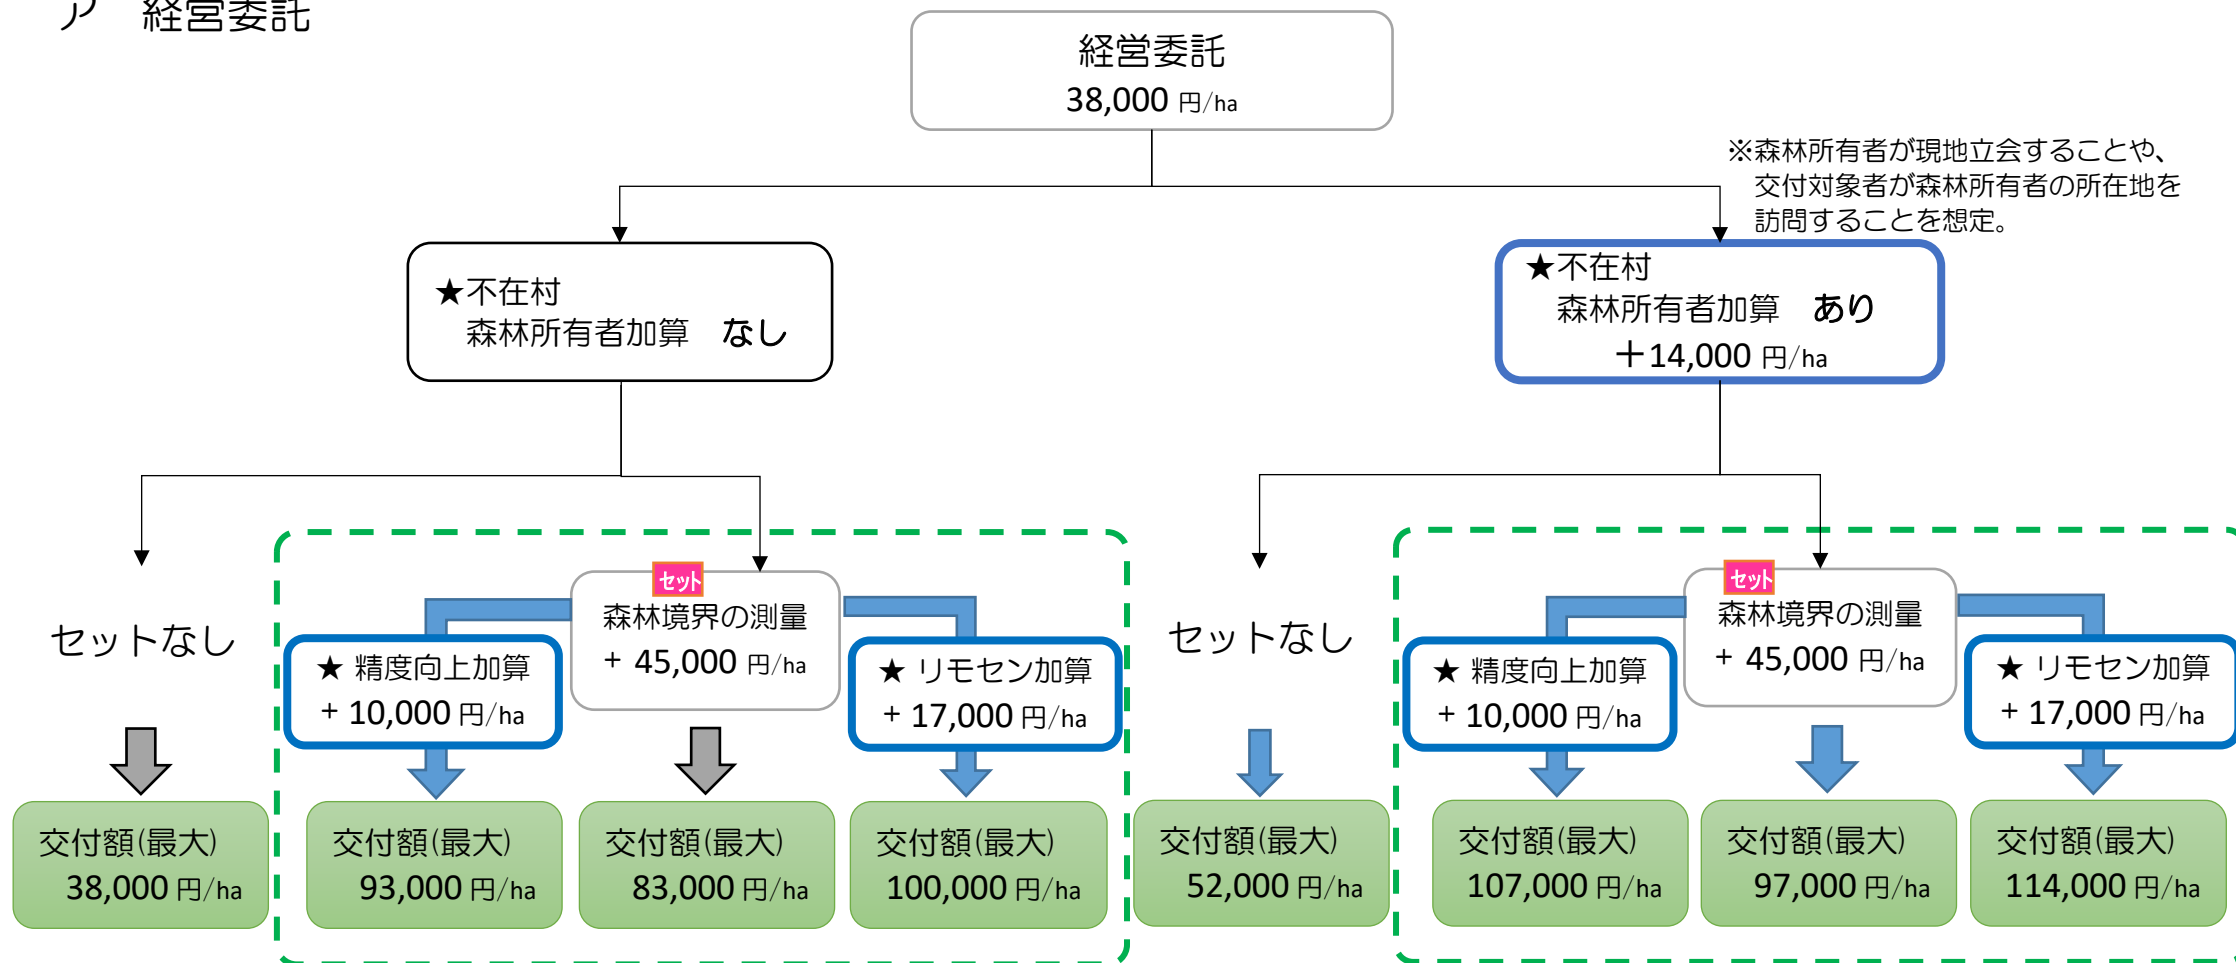 ア　経営委託
経営委託
38,000 円/ha
※森林所有者が現地立会することや、
交付対象者が森林所有者の所在地を
訪問することを想定。
★不在村
森林所有者加算　なし
★不在村
森林所有者加算　あり
＋14,000 円/ha
セットなし
セット
森林境界の測量
+ 45,000 円/ha
★ 精度向上加算
+ 10,000 円/ha
★ リモセン加算
+ 17,000 円/ha
セットなし
セット
森林境界の測量
+ 45,000 円/ha
★ 精度向上加算
+ 10,000 円/ha
★ リモセン加算
+ 17,000 円/ha
交付額(最大)
38,000 円/ha
交付額(最大)
93,000 円/ha
交付額(最大)
83,000 円/ha
交付額(最大)
100,000 円/ha
交付額(最大)
52,000 円/ha
交付額(最大)
107,000 円/ha
交付額(最大)
97,000 円/ha
交付額(最大)
114,000 円/ha